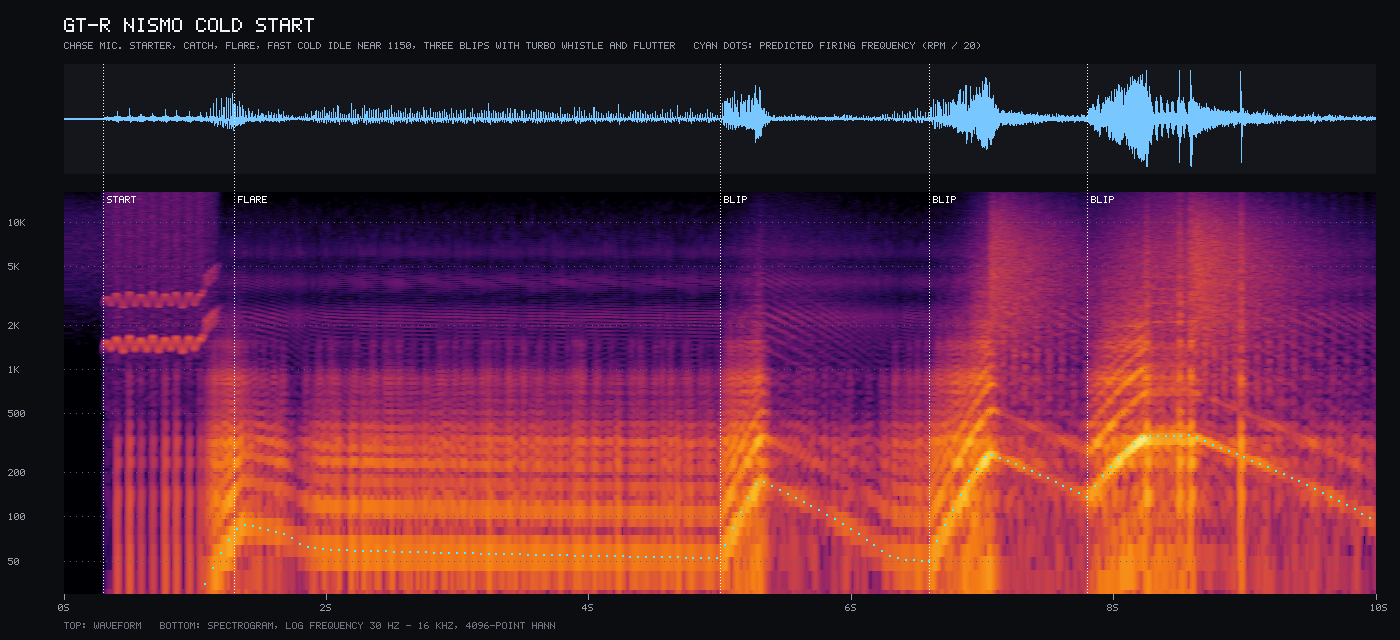 GT-R NISMO COLD START
CHASE MIC. STARTER, CATCH, FLARE, FAST COLD IDLE NEAR 1150, THREE BLIPS WITH TURBO WHISTLE AND FLUTTER CYAN DOTS: PREDICTED FIRING FREQUENCY (RPM / 20)
START FLARE BLIP BLIP BLIP
10K
5K
2K
1K
500
200
100
50
0S 2S 4S 6S 8S 10S
TOP: WAVEFORM BOTTOM: SPECTROGRAM, LOG FREQUENCY 30 HZ - 16 KHZ, 4096-POINT HANN